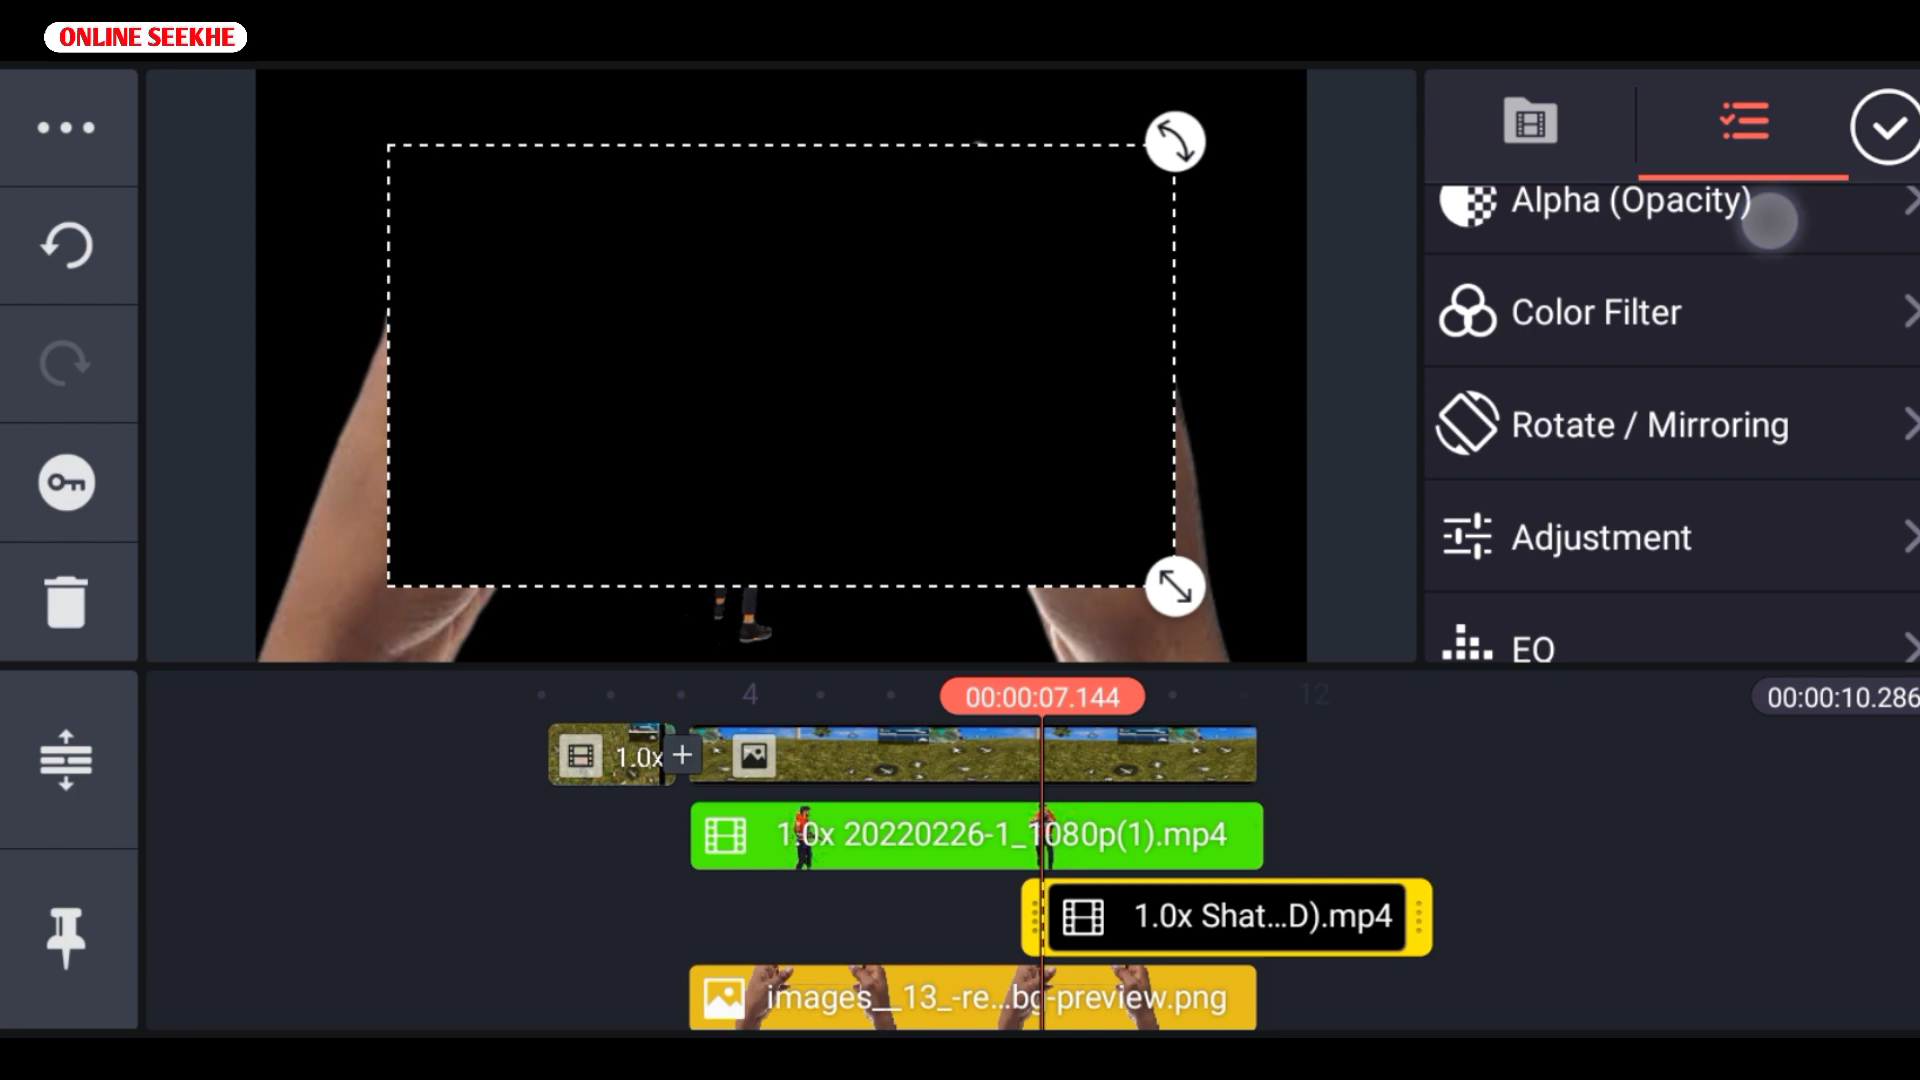 ONLINE SEEKHE
Alpha (Opacity)
Color Filter
Rotate / Mirroring
Adjustment
EQ
4
00:00:07.144
12
00:00:10.286
1.0x
1.0x 20220226-1_1080p(1).mp4
1.0x Shat...D).mp4
images__13_-re...bg-preview.png